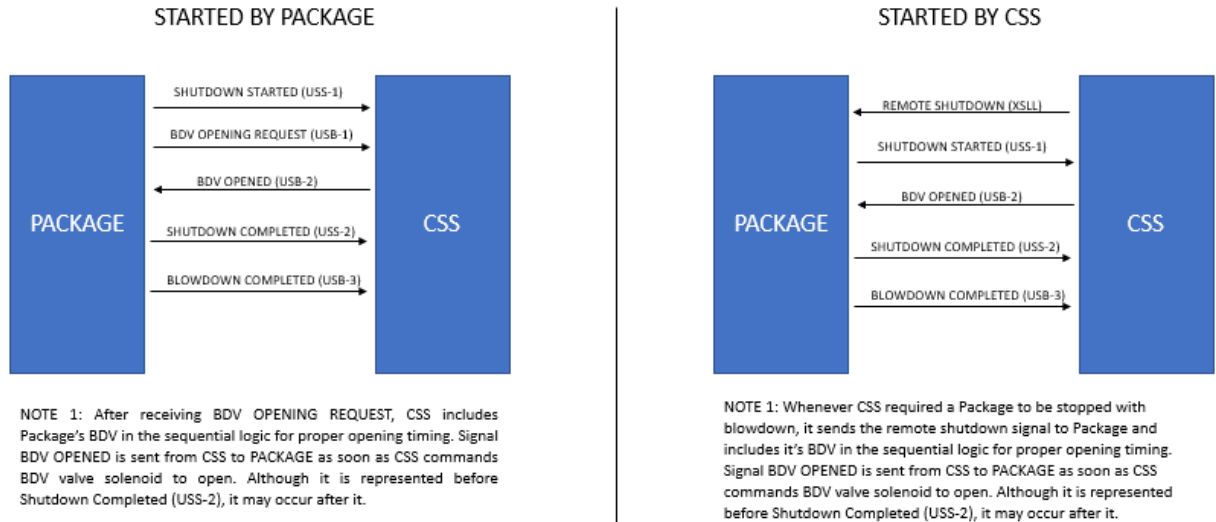 STARTED BY PACKAGE
SHUTDOWN STARTED (USS-1)
BDV OPENING REQUEST (USB-1)
BDV OPENED (USB-2)
PACKAGE
CSS
SHUTDOWN COMPLETED (USS-2)
BLOWDOWN COMPLETED (USB-3)
NOTE 1: After receiving BDV OPENING REQUEST, CSS includes
Package's BDV in the sequential logic for proper opening timing. Signal
BDV OPENED is sent from CSS to PACKAGE as soon as CSS commands
BDV valve solenoid to open. Although it is represented before
Shutdown Completed (USS-2), it may occur after it.
STARTED BY CSS
REMOTE SHUTDOWN (XSLL)
SHUTDOWN STARTED (USS-1)
BDV OPENED (USB-2)
PACKAGE
CSS
SHUTDOWN COMPLETED (USS-2)
BLOWDOWN COMPLETED (USB-3)
NOTE 1: Whenever CSS required a Package to be stopped with
blowdown, it sends the remote shutdown signal to Package and
includes it's BDV in the sequential logic for proper opening timing.
Signal BDV OPENED is sent from CSS to PACKAGE as soon as CSS
commands BDV valve solenoid to open. Although it is represented
before Shutdown Completed (USS-2), it may occur after it.